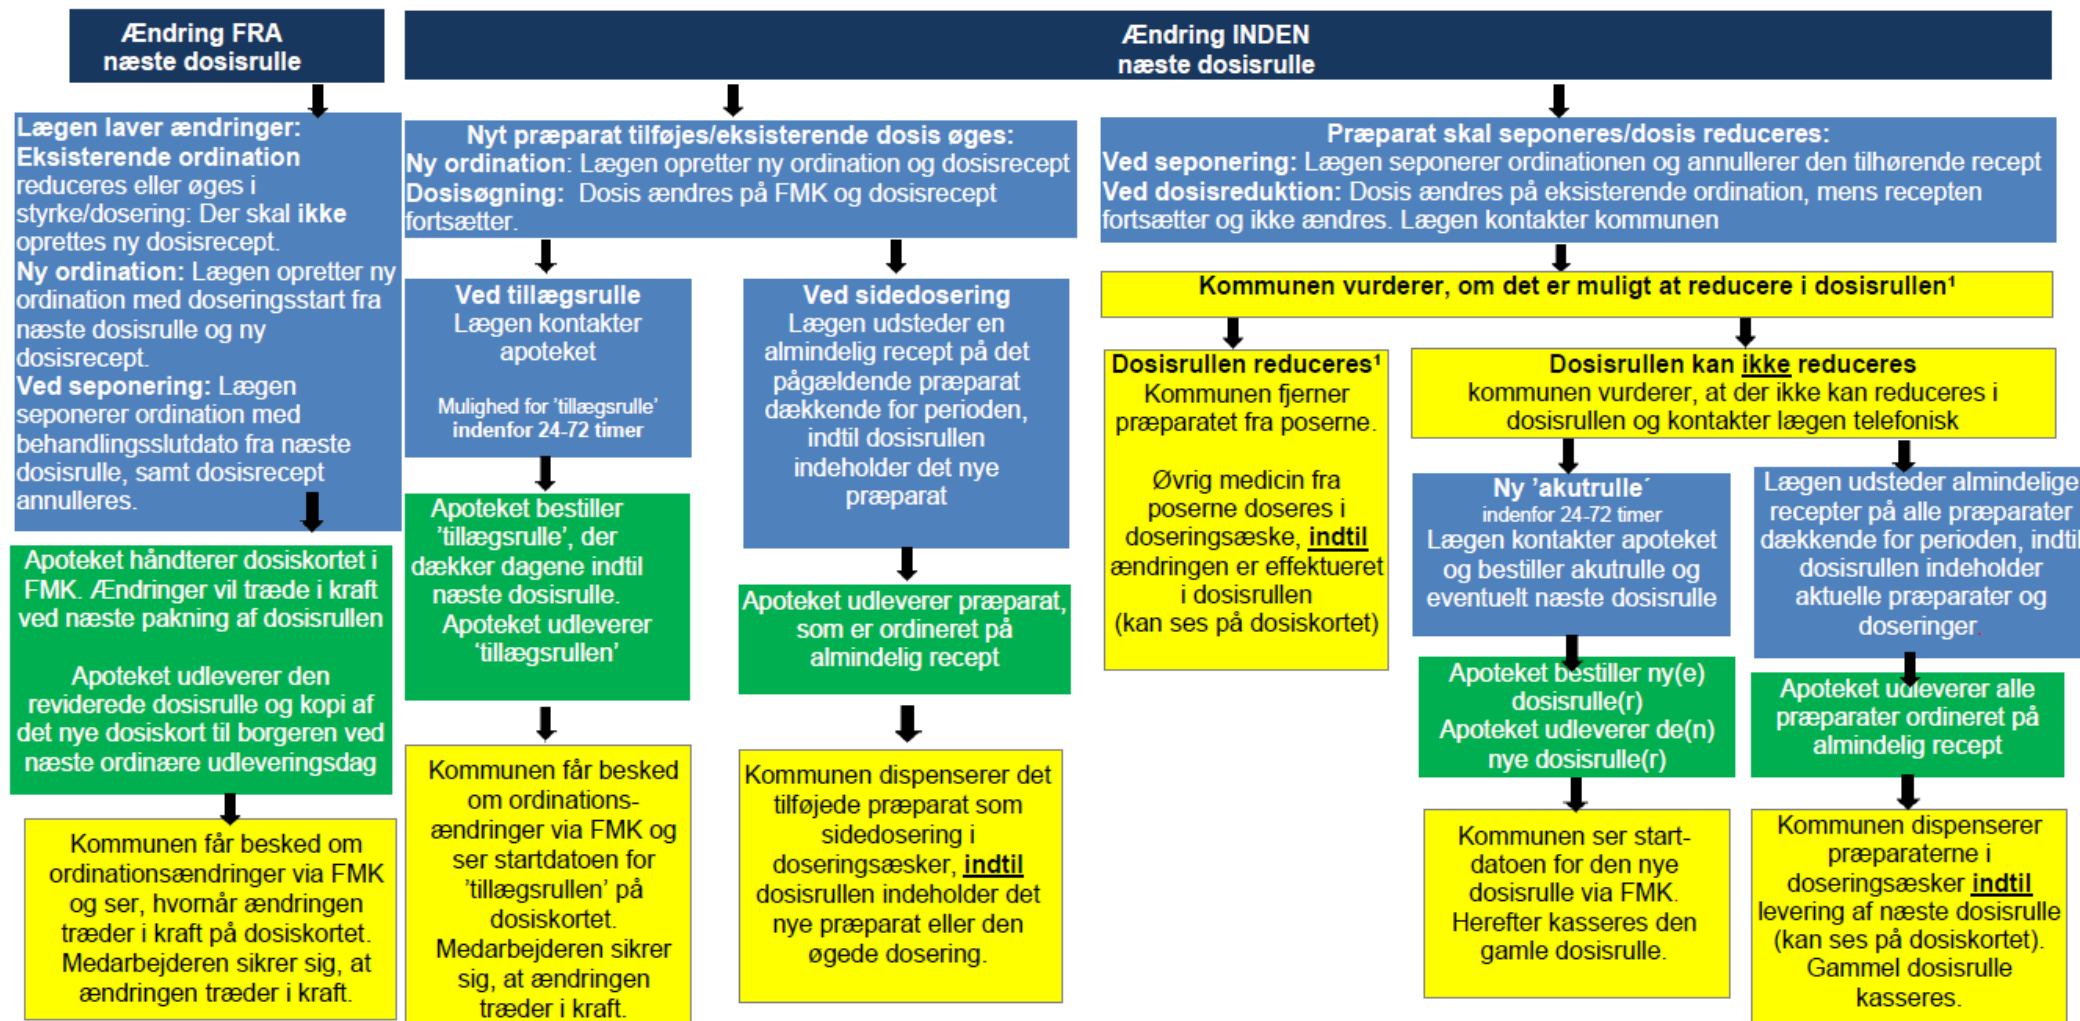 Ændring FRA
næste dosisrulle
Lægen laver ændringer:
Eksisterende ordination
reduceres eller øges i
styrke/dosering: Der skal ikke
oprettes ny dosisrecept.
Ny ordination: Lægen opretter ny
ordination med doseringsstart fra
næste dosisrulle og ny
dosisrecept.
Ved seponering: Lægen
seponerer ordination med
behandlingsslutdato fra næste
dosisrulle, samt dosisrecept
annulleres.
Apoteket håndterer dosiskortet i
FMK. Ændringer vil træde i kraft
ved næste pakning af dosisrullen
Apoteket udleverer den
reviderede dosisrulle og kopi af
det nye dosiskort til borgeren ved
næste ordinære udleveringsdag
Kommunen får besked om
ordinationsændringer via FMK
og ser, hvornår ændringen
træder i kraft på dosiskortet.
Medarbejderen sikrer sig, at
ændringen træder i kraft.
Ændring INDEN
næste dosisrulle
Nyt præparat tilføjes/eksisterende dosis øges:
Ny ordination: Lægen opretter ny ordination og dosisrecept
Dosisøgning: Dosis ændres på FMK og dosisrecept
fortsætter.
Ved tillægsrulle
Lægen kontakter
apoteket
Mulighed for 'tillægsrulle'
indenfor 24-72 timer
Apoteket bestiller
'tillægsrulle', der
dækker dagene indtil
næste dosisrulle.
Apoteket udleverer
'tillægsrullen'
Kommunen får besked
om ordinations-
ændringer via FMK og
ser startdatoen for
'tillægsrullen' på
dosiskortet.
Medarbejderen sikrer
sig, at ændringen
træder i kraft.
Ved sidedosering
Lægen udsteder en
almindelig recept på det
pågældende præparat
dækkende for perioden,
indtil dosisrullen
indeholder det nye
præparat
Apoteket udleverer præparat,
som er ordineret på
almindelig recept
Kommunen dispenserer det
tilføjede præparat som
sidedosering i
doseringsæsker, indtil
dosisrullen indeholder det
nye præparat eller den
øgede dosering.
Præparat skal seponeres/dosis reduceres:
Ved seponering: Lægen seponerer ordinationen og annullerer den tilhørende recept
Ved dosisreduktion: Dosis ændres på eksisterende ordination, mens recepten
fortsætter og ikke ændres. Lægen kontakter kommunen
Kommunen vurderer, om det er muligt at reducere i dosisrullen¹
Dosisrullen reduceres¹
Kommunen fjerner
præparatet fra poserne.
Øvrig medicin fra
poserne doseres i
doseringsæske, indtil
ændringen er effektueret
i dosisrullen
(kan ses på dosiskortet)
Dosisrullen kan ikke reduceres
kommunen vurderer, at der ikke kan reduceres i
dosisrullen og kontakter lægen telefonisk
Ny 'akutrulle´
indenfor 24-72 timer
Lægen kontakter apoteket
og bestiller akutrulle og
eventuelt næste dosisrulle
Apoteket bestiller ny(e)
dosisrulle(r)
Apoteket udleverer de(n)
nye dosisrulle(r)
Kommunen ser start-
datoen for den nye
dosisrulle via FMK.
Herefter kasseres den
gamle dosisrulle.
Lægen udsteder almindelige
recepter på alle præparater
dækkende for perioden, indtil
dosisrullen indeholder
aktuelle præparater og
doseringer.
Apoteket udleverer alle
præparater ordineret på
almindelig recept
Kommunen dispenserer
præparaterne i
doseringsæsker indtil
levering af næste dosisrulle
(kan ses på dosiskortet).
Gammel dosisrulle
kasseres.